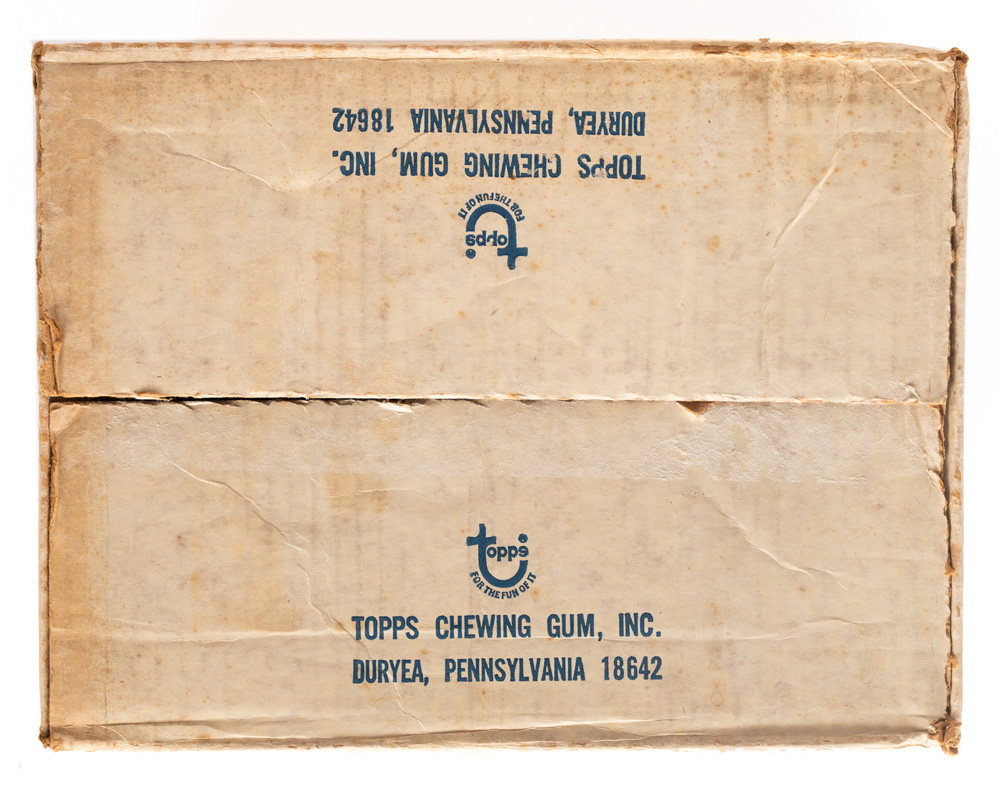 DURYEA, PENNSYLVANIA 18642
TOPPS CHEWING GUM, INC.
FOR THE FUN OF IT
topps
topps
FOR THE FUN OF IT
TOPPS CHEWING GUM, INC.
DURYEA, PENNSYLVANIA 18642